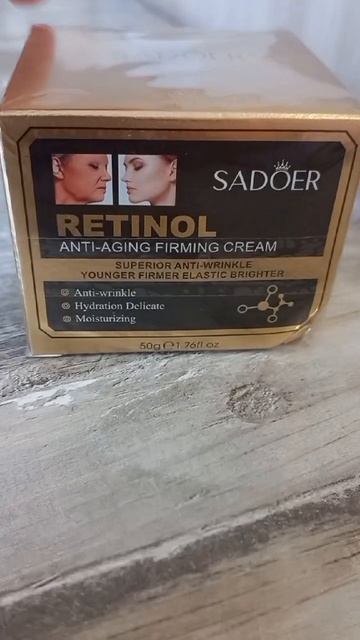 SADOER
SADOER
RETINOL
ANTI-AGING FIRMING CREAM
SUPERIOR ANTI-WRINKLE
YOUNGER FIRMER ELASTIC BRIGHTER
Anti-wrinkle
Hydration Delicate
Moisturizing
50g ℮ 1.76fl.oz